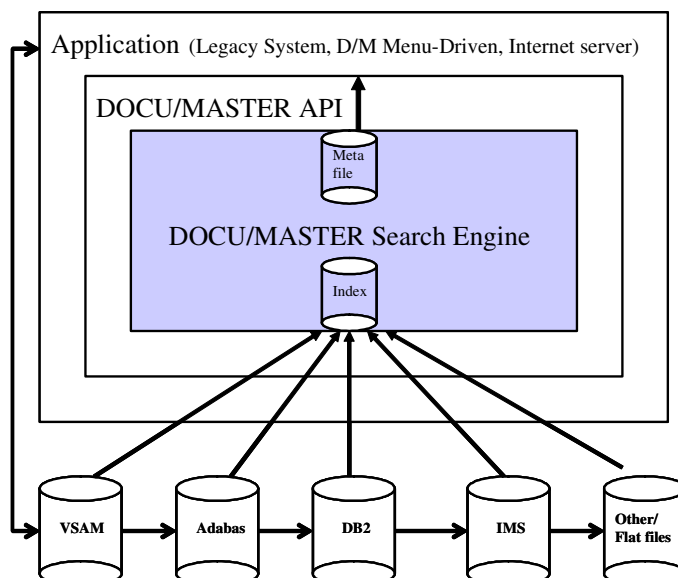 Application (Legacy System, D/M Menu-Driven, Internet server)
DOCU/MASTER API
Meta
file
DOCU/MASTER Search Engine
Index
VSAM
Adabas
DB2
IMS
Other/
Flat files